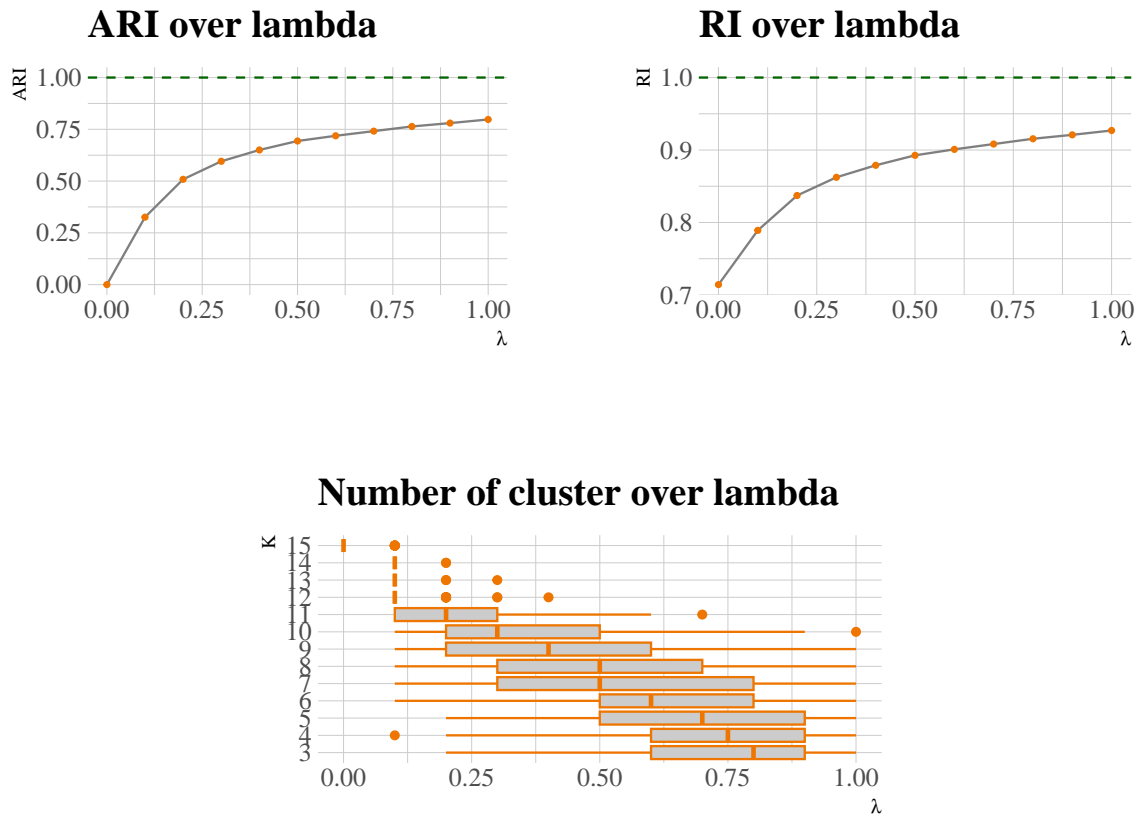 ARI over lambda
ARI
1.00
0.75
0.50
0.25
0.00
0.00 0.25 0.50 0.75 1.00
λ
RI over lambda
RI
1.0
0.9
0.8
0.7
0.00 0.25 0.50 0.75 1.00
λ
Number of cluster over lambda
K
15
14
13
12
11
10
9
8
7
6
5
4
3
0.00 0.25 0.50 0.75 1.00
λ